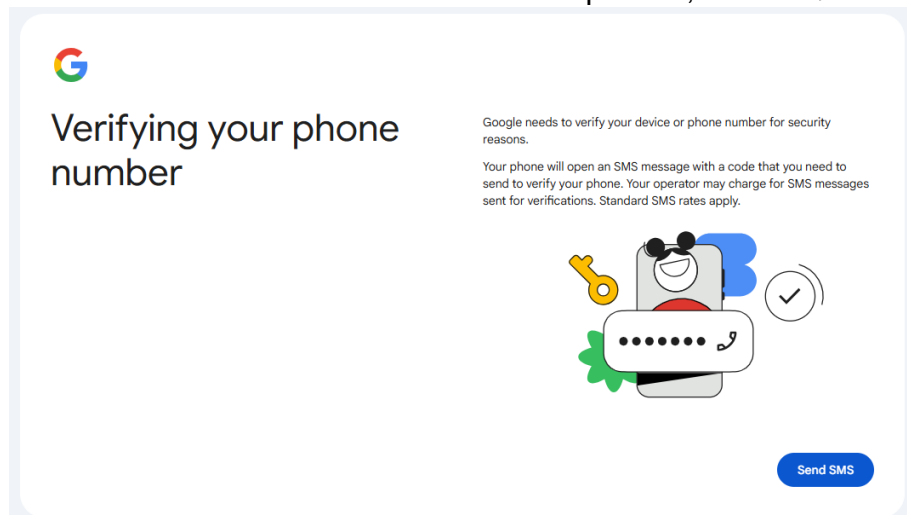 Verifying your phone
number
Google needs to verify your device or phone number for security
reasons.
Your phone will open an SMS message with a code that you need to
send to verify your phone. Your operator may charge for SMS messages
sent for verifications. Standard SMS rates apply.
Send SMS